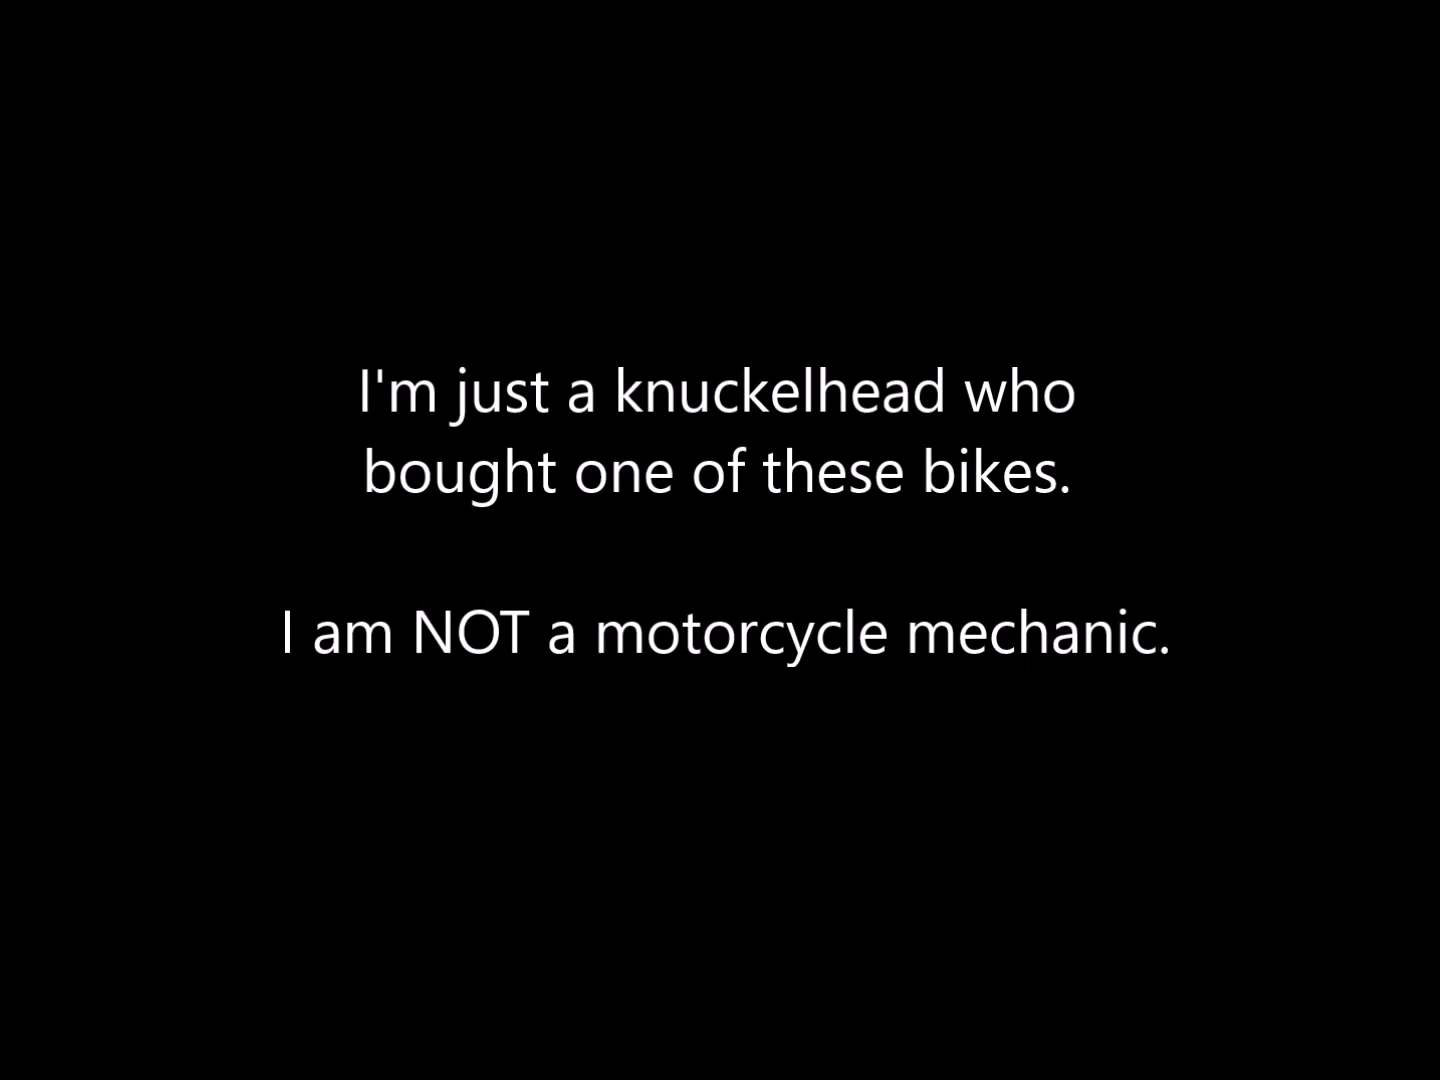 I'm just a knuckelhead who
bought one of these bikes.
I am NOT a motorcycle mechanic.